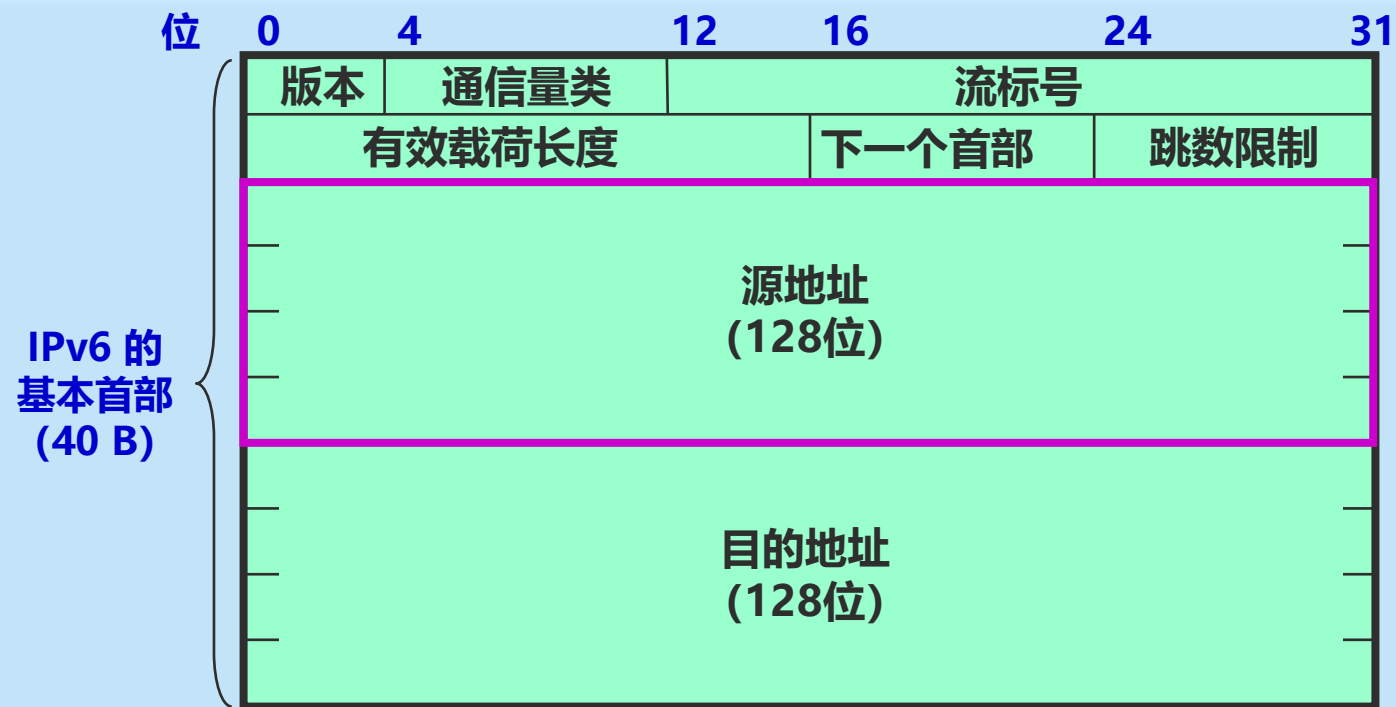 位 0 4 12 16 24 31
版本 通信量类 流标号
有效载荷长度 下一个首部 跳数限制
源地址
(128位)
IPv6 的
基本首部
(40 B)
目的地址
(128位)